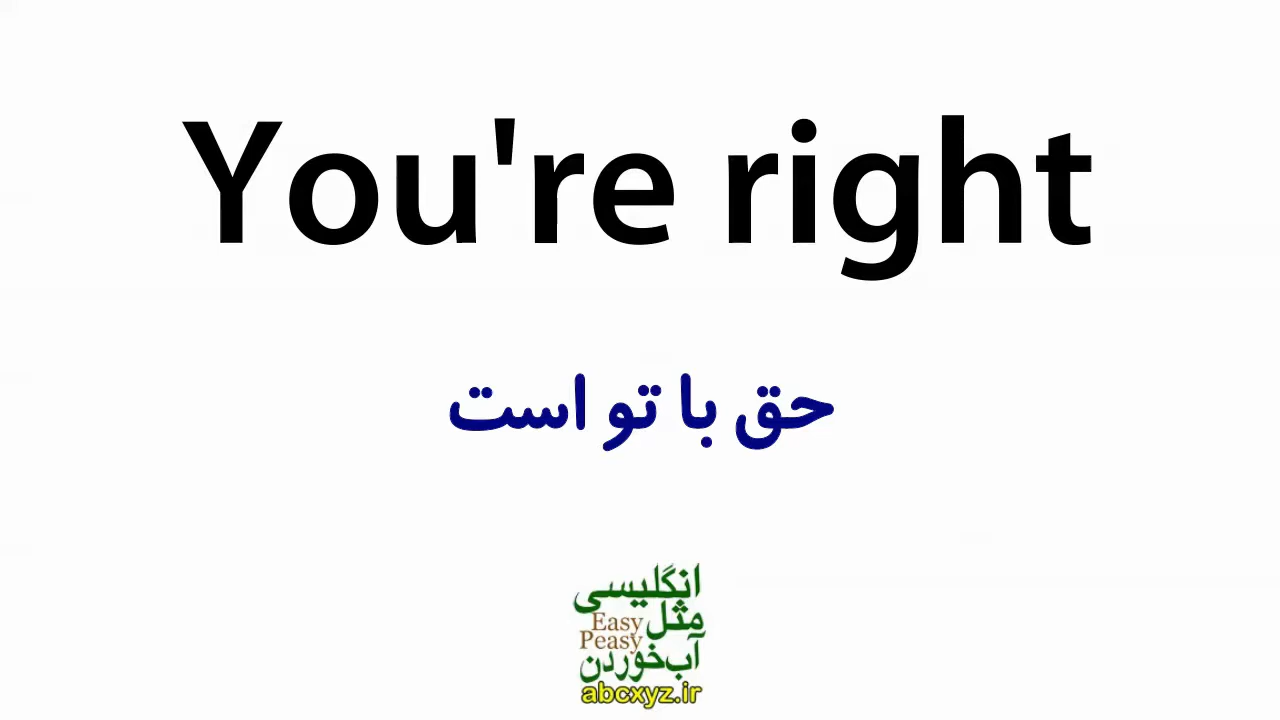 You're right
حق با تو است
انگلیسی
مثل
Easy
Peasy
آب‌خوردن
abcxyz.ir